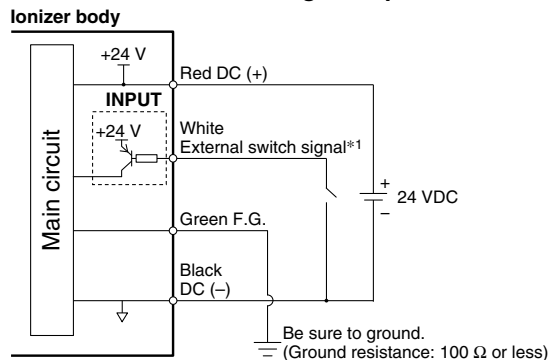 Ionizer body
+24 V
Red DC (+)
INPUT
+24 V
White
External switch signal*1
Main circuit
+
24 VDC
–
Green F.G.
Black
DC (–)
Be sure to ground.
(Ground resistance: 100 Ω or less)